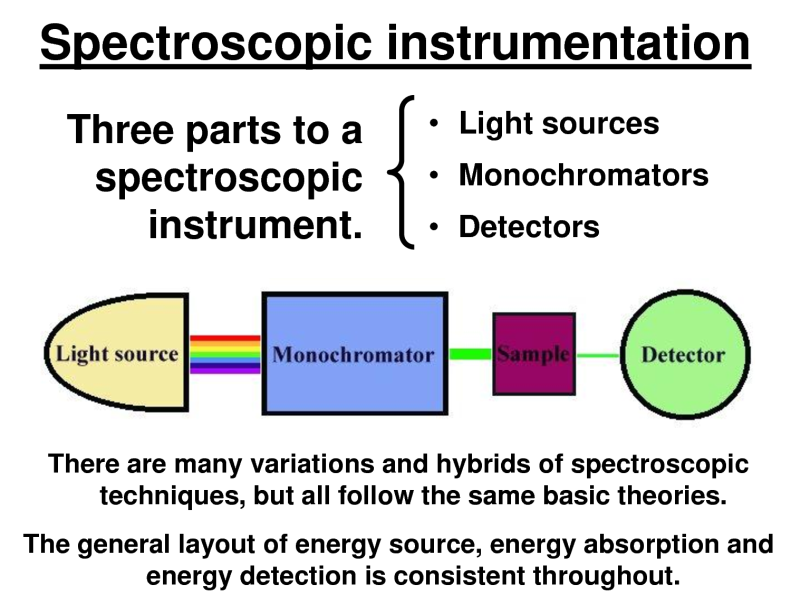 Spectroscopic instrumentation
Three parts to a
spectroscopic
instrument.
• Light sources
• Monochromators
• Detectors
Light source
Monochromator
Sample
Detector
There are many variations and hybrids of spectroscopic
techniques, but all follow the same basic theories.
The general layout of energy source, energy absorption and
energy detection is consistent throughout.